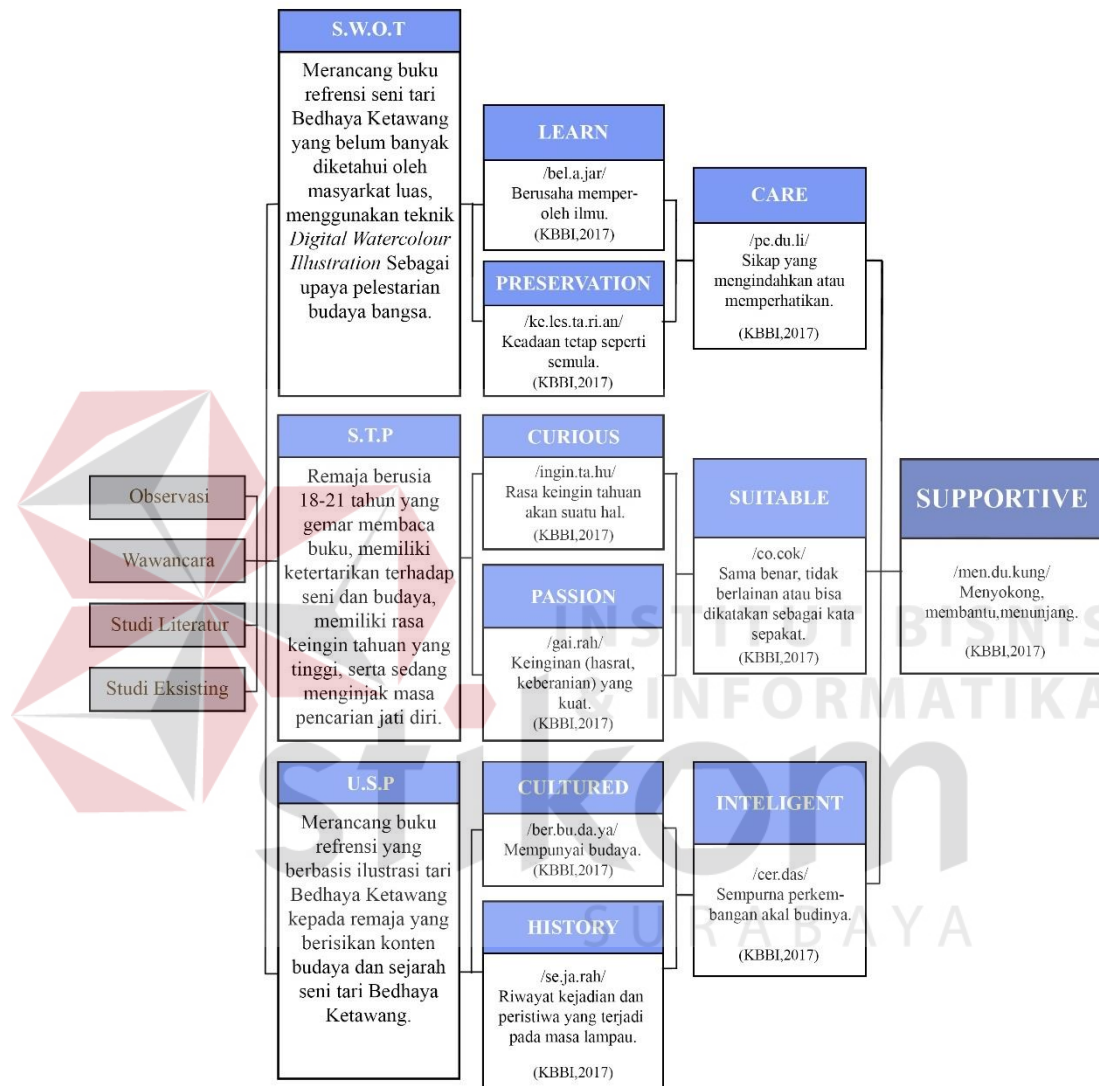 Observasi
Wawancara
Studi Literatur
Studi Eksisting
S.W.O.T
Merancang buku
refrensi seni tari
Bedhaya Ketawang
yang belum banyak
diketahui oleh
masyarkat luas,
menggunakan teknik
Digital Watercolour
Illustration Sebagai
upaya pelestarian
budaya bangsa.
S.T.P
Remaja berusia
18-21 tahun yang
gemar membaca
buku, memiliki
ketertarikan terhadap
seni dan budaya,
memiliki rasa
keingin tahuan yang
tinggi, serta sedang
menginjak masa
pencarian jati diri.
U.S.P
Merancang buku
refrensi yang
berbasis ilustrasi tari
Bedhaya Ketawang
kepada remaja yang
berisikan konten
budaya dan sejarah
seni tari Bedhaya
Ketawang.
LEARN
/bel.a.jar/
Berusaha memper-
oleh ilmu.
(KBBI,2017)
PRESERVATION
/ke.les.ta.ri.an/
Keadaan tetap seperti
semula.
(KBBI,2017)
CURIOUS
/ingin.ta.hu/
Rasa keingin tahuan
akan suatu hal.
(KBBI,2017)
PASSION
/gai.rah/
Keinginan (hasrat,
keberanian) yang
kuat.
(KBBI,2017)
CULTURED
/ber.bu.da.ya/
Mempunyai budaya.
(KBBI,2017)
HISTORY
/se.ja.rah/
Riwayat kejadian dan
peristiwa yang terjadi
pada masa lampau.
(KBBI,2017)
CARE
/pe.du.li/
Sikap yang
mengindahkan atau
memperhatikan.
(KBBI,2017)
SUITABLE
/co.cok/
Sama benar, tidak
berlainan atau bisa
dikatakan sebagai kata
sepakat.
(KBBI,2017)
INTELIGENT
/cer.das/
Sempurna perkem-
bangan akal budinya.
(KBBI,2017)
SUPPORTIVE
/men.du.kung/
Menyokong,
membantu,menunjang.
(KBBI,2017)
INSTITUT BISNIS
& INFORMATIKA
stikom
SURABAYA